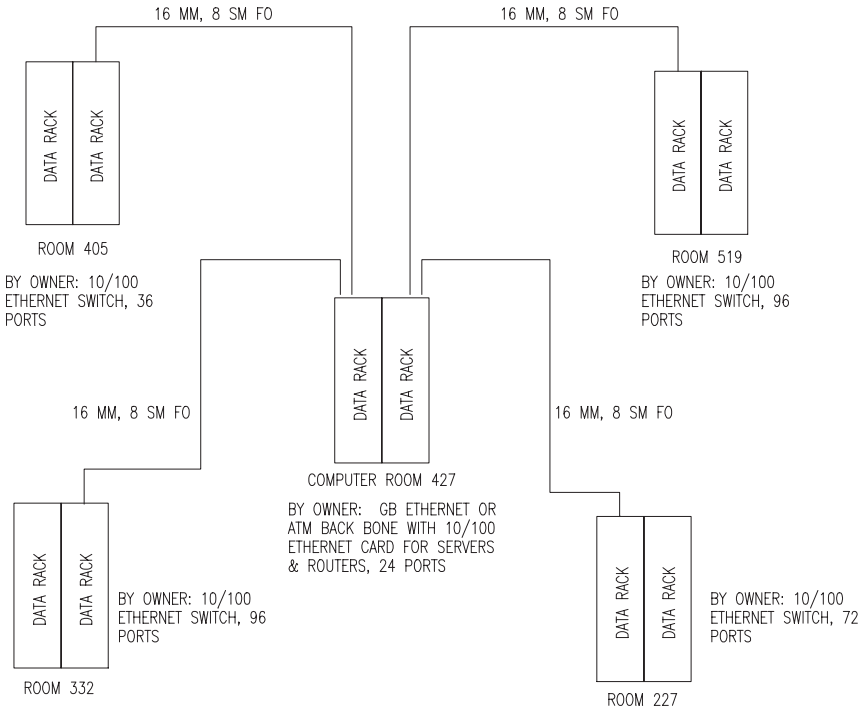 16 MM, 8 SM FO
16 MM, 8 SM FO
DATA RACK
DATA RACK
DATA RACK
DATA RACK
ROOM 405
BY OWNER: 10/100
ETHERNET SWITCH, 36
PORTS
ROOM 519
BY OWNER: 10/100
ETHERNET SWITCH, 96
PORTS
DATA RACK
DATA RACK
16 MM, 8 SM FO
16 MM, 8 SM FO
COMPUTER ROOM 427
BY OWNER: GB ETHERNET OR
ATM BACK BONE WITH 10/100
ETHERNET CARD FOR SERVERS
& ROUTERS, 24 PORTS
DATA RACK
DATA RACK
BY OWNER: 10/100
ETHERNET SWITCH, 96
PORTS
ROOM 332
DATA RACK
DATA RACK
BY OWNER: 10/100
ETHERNET SWITCH, 72
PORTS
ROOM 227